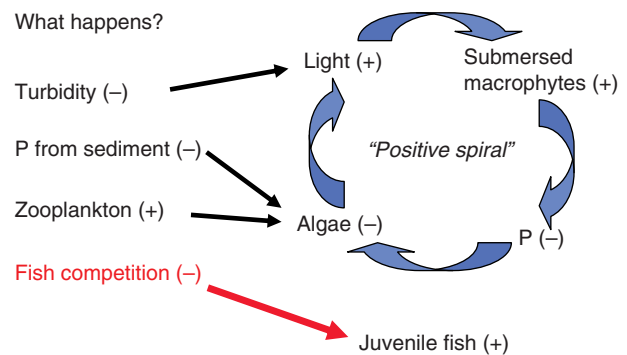 What happens?
Light (+)
Submersed
macrophytes (+)
Turbidity (–)
P from sediment (–)
"Positive spiral"
Zooplankton (+)
Algae (–)
P (–)
Fish competition (–)
Juvenile fish (+)